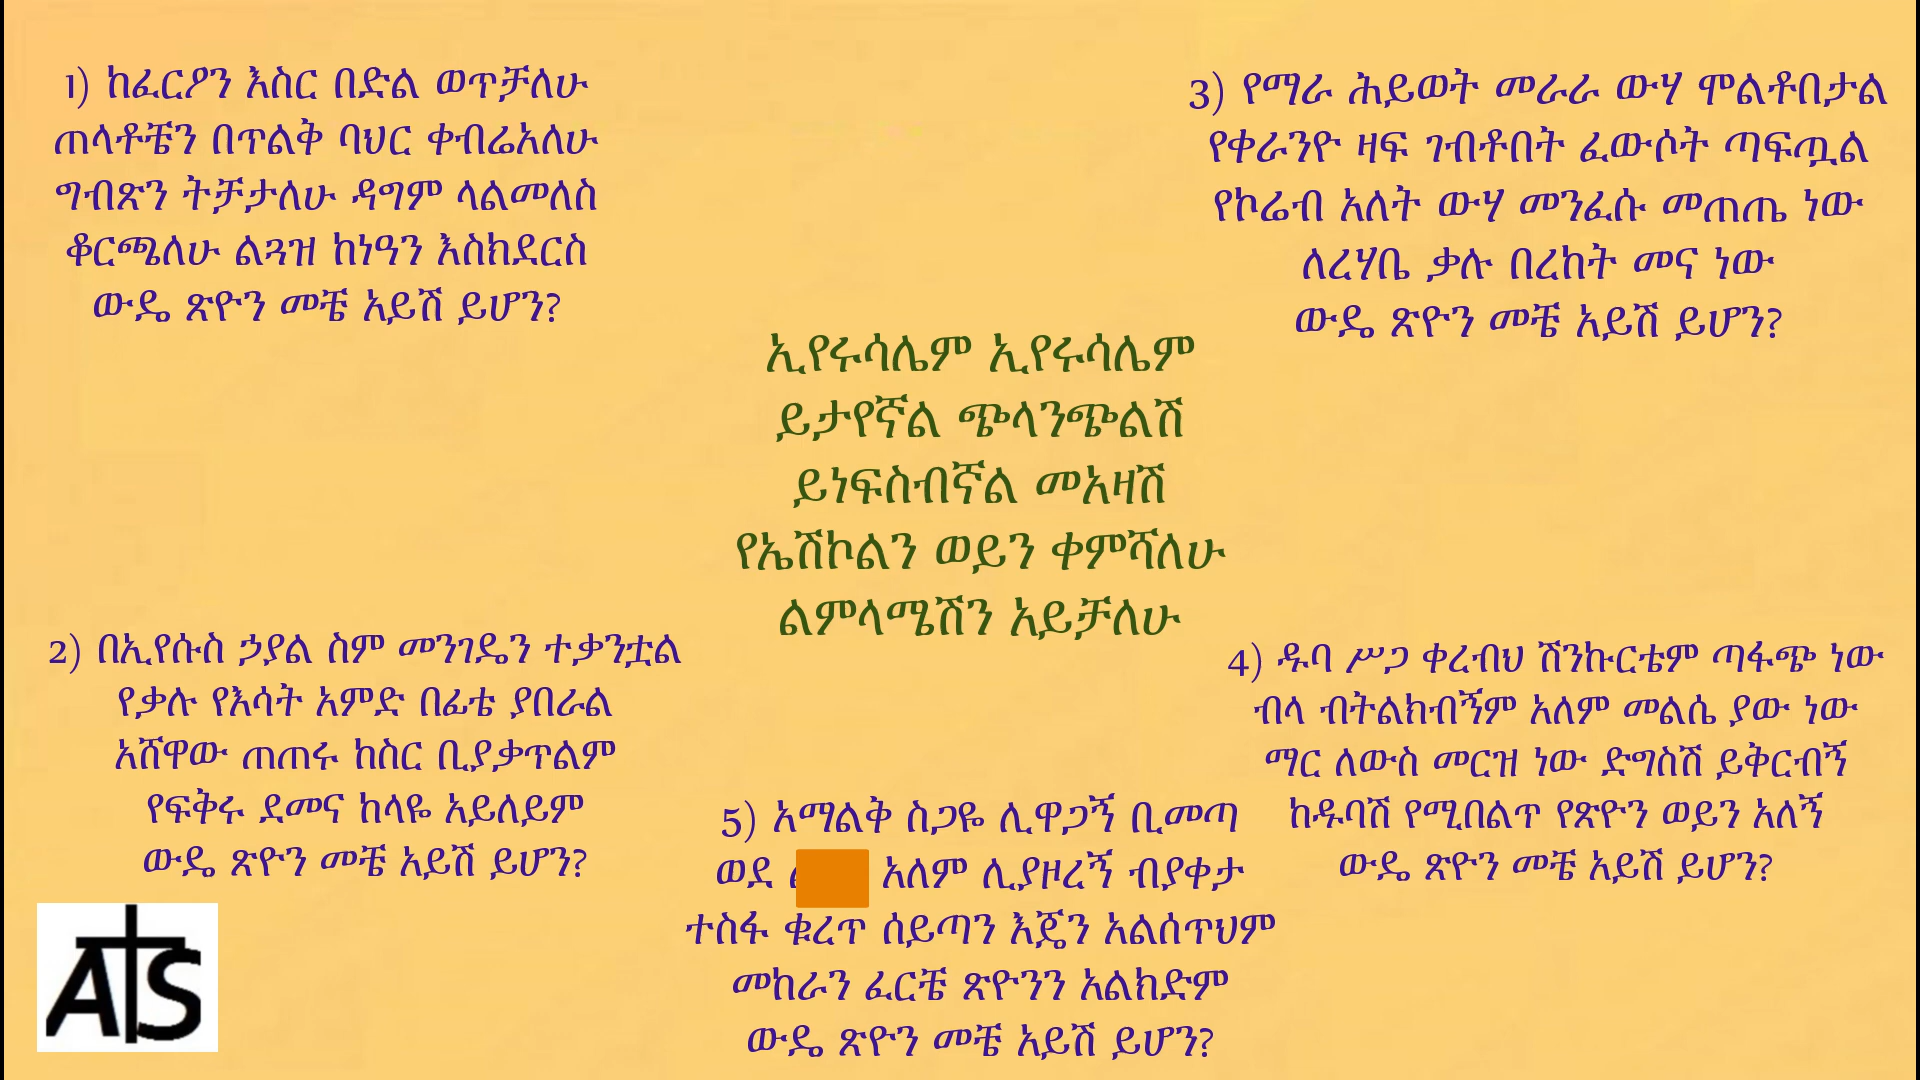 1) ከፈርዖን እስር በድል ወጥቻለሁ
ጠላቶቼን በጥልቅ ባህር ቀብሬአለሁ
ግብጽን ትቻታለሁ ዳግም ላልመለስ
ቆርጫለሁ ልጓዝ ከነዓን እስክደርስ
ውዴ ጽዮን መቼ አይሽ ይሆን?
ኢየሩሳሌም ኢየሩሳሌም
ይታየኛል ጭላንጭልሽ
ይነፍስብኛል መአዛሽ
የኤሽኮልን ወይን ቀምሻለሁ
ልምላሜሽን አይቻለሁ
2) በኢየሱስ ኃያል ስም መንገዴን ተቃንቷል
የቃሉ የእሳት አምድ በፊቴ ያበራል
አሸዋው ጠጠሩ ከስር ቢያቃጥልም
የፍቅሩ ደመና ከላዬ አይለይም
ውዴ ጽዮን መቼ አይሽ ይሆን?
3) የማራ ሕይወት መራራ ውሃ ሞልቶበታል
የቀራንዮ ዛፍ ገብቶበት ፈውሶት ጣፍጧል
የኮሬብ አለት ውሃ መንፈሱ መጠጤ ነው
ለረሃቤ ቃሉ በረከት መና ነው
ውዴ ጽዮን መቼ አይሽ ይሆን?
4) ዱባ ሥጋ ቀረብህ ሽንኩርቴም ጣፋጭ ነው
ብላ ብትልክብኝም አለም መልሴ ያው ነው
ማር ለውስ መርዝ ነው ድግስሽ ይቅርብኝ
ከዱባሽ የሚበልጥ የጽዮን ወይን አለኝ
ውዴ ጽዮን መቼ አይሽ ይሆን?
5) አማልቅ ስጋዬ ሊዋጋኝ ቢመጣ
ወደ አለም ሊያዞረኝ ብያቀታ
ተስፋ ቁረጥ ሰይጣን እጄን አልሰጥህም
መከራን ፈርቼ ጽዮንን አልክድም
ውዴ ጽዮን መቼ አይሽ ይሆን?
ATS